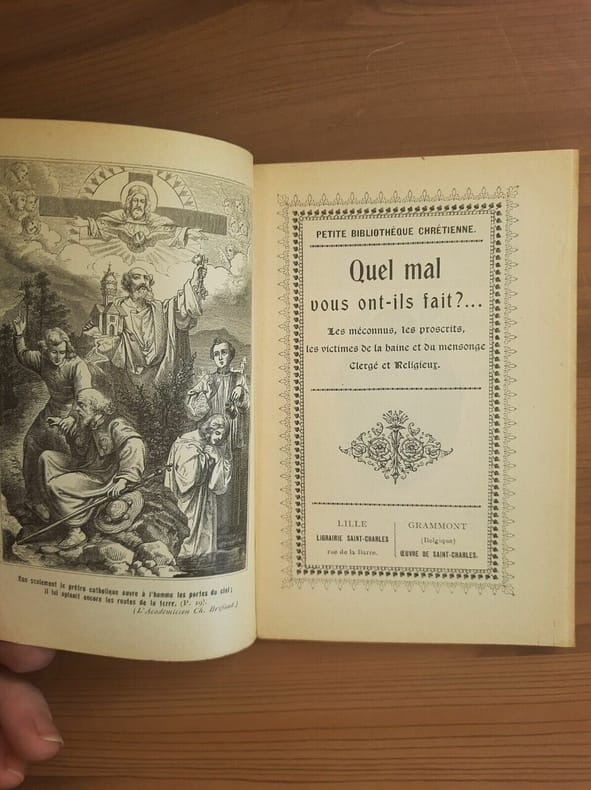 Non seulement le prêtre catholique ouvre à l'homme les portes du ciel ;
il lui aplanit encore les routes de la terre. (P. 19).
(L'Académicien Ch. Brifaud.)
PETITE BIBLIOTHÈQUE CHRÉTIENNE.
Quel mal
vous ont-ils fait?...
Les méconnus, les proscrits,
les victimes de la haine et du mensonge
Clergé et Religieux.
LILLE
LIBRAIRIE SAINT-CHARLES
rue de la Barre.
GRAMMONT
(Belgique)
ŒUVRE DE SAINT-CHARLES.